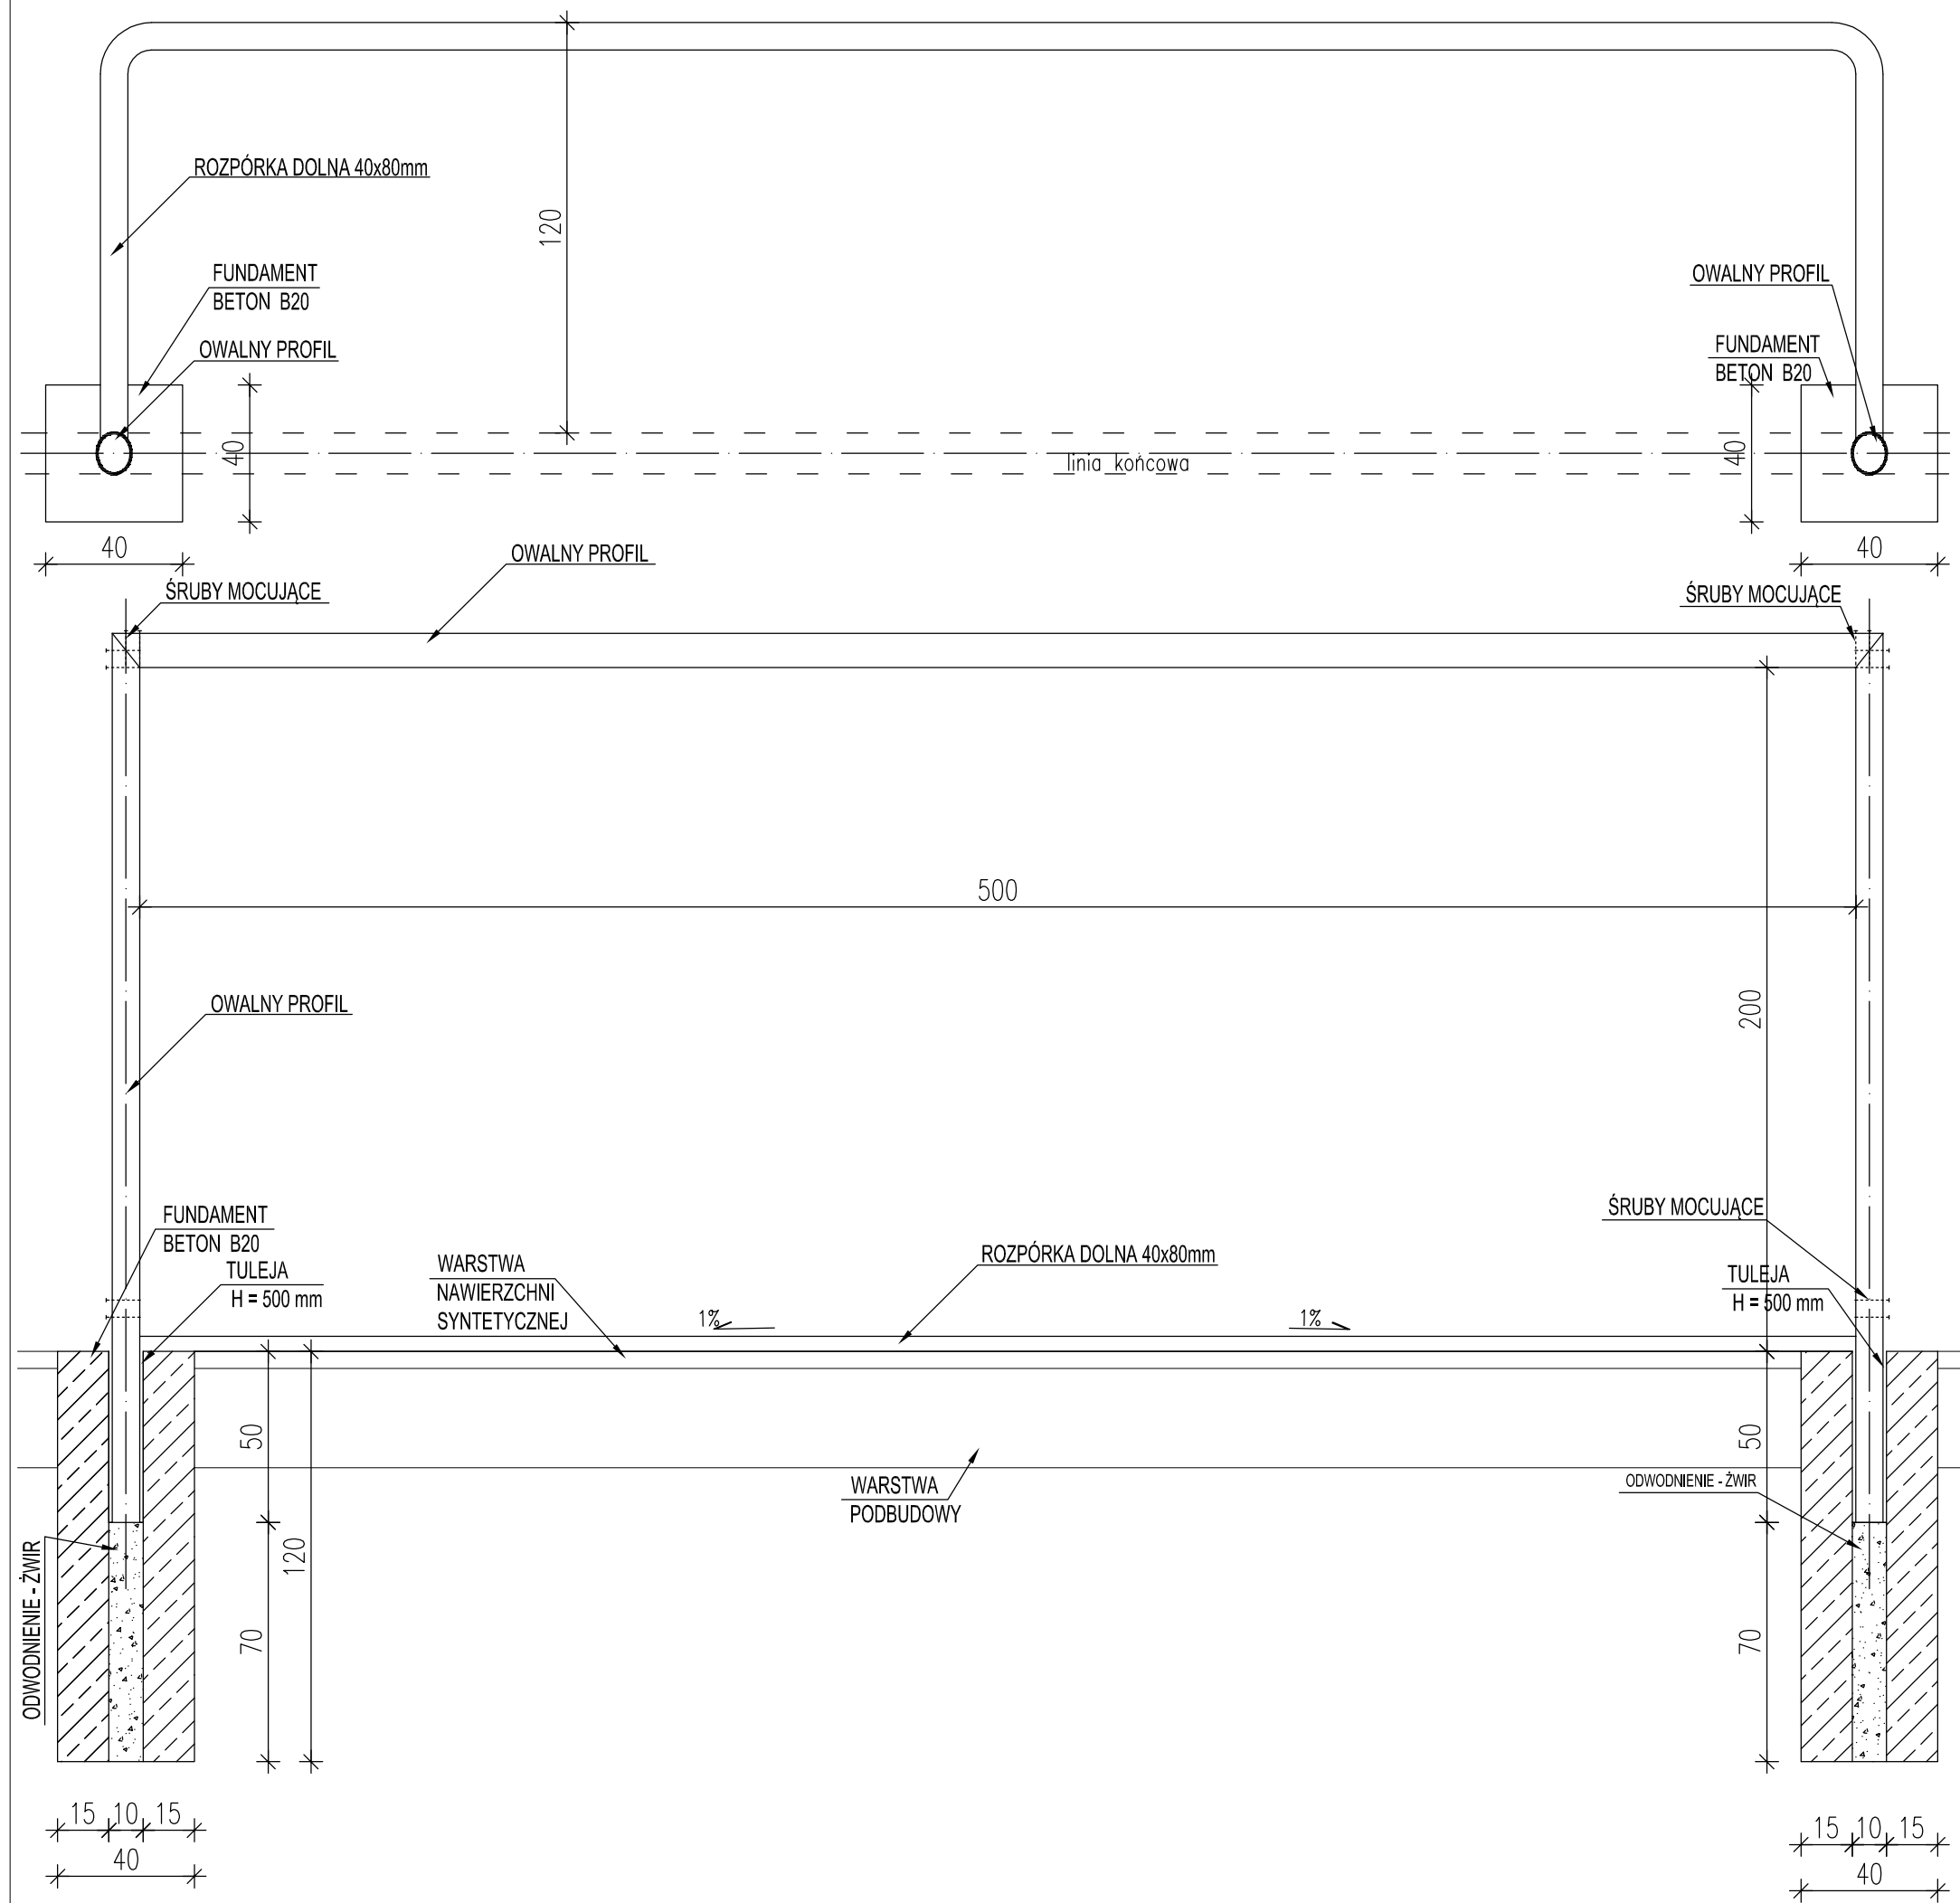 ROZPÓRKA DOLNA 40x80mm
120
FUNDAMENT
BETON B20
OWALNY PROFIL
OWALNY PROFIL
FUNDAMENT
BETON B20
40
40
linia końcowa
40
40
OWALNY PROFIL
ŚRUBY MOCUJĄCE
ŚRUBY MOCUJĄCE
500
OWALNY PROFIL
200
FUNDAMENT
BETON B20
TULEJA
H = 500 mm
WARSTWA
NAWIERZCHNI
SYNTETYCZNEJ
ROZPÓRKA DOLNA 40x80mm
ŚRUBY MOCUJĄCE
TULEJA
H = 500 mm
1%
1%
50
50
WARSTWA
PODBUDOWY
ODWODNIENIE - ŻWIR
ODWODNIENIE - ŻWIR
120
70
70
15 10 15
40
15 10 15
40